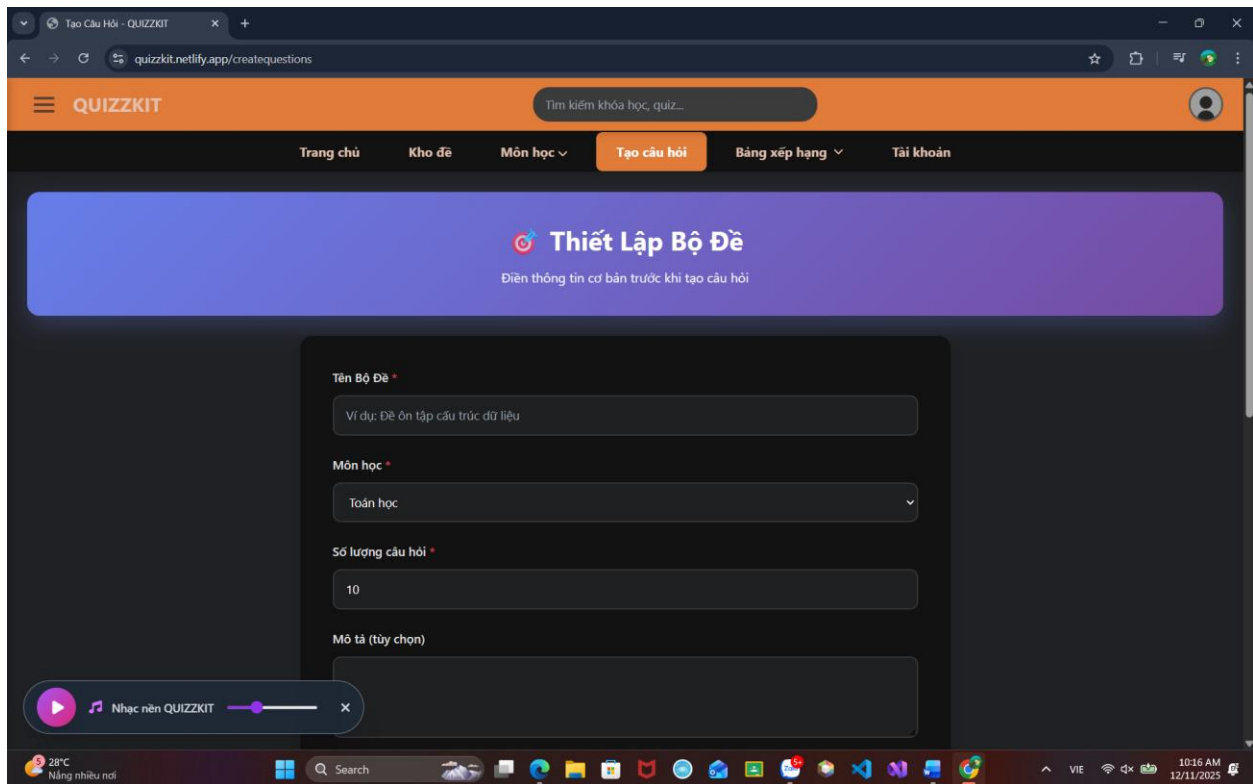 Tạo Câu Hỏi - QUIZZKIT
quizzkit.netlify.app/createquestions
QUIZZKIT
Tìm kiếm khóa học, quiz...
Trang chủ Kho đề Môn học Tạo câu hỏi Bảng xếp hạng Tài khoản
Thiết Lập Bộ Đề
Điền thông tin cơ bản trước khi tạo câu hỏi
Tên Bộ Đề *
Ví dụ: Đề ôn tập cấu trúc dữ liệu
Môn học *
Toán học
Số lượng câu hỏi *
10
Mô tả (tùy chọn)
Nhạc nền QUIZZKIT
5
28°C
Nắng nhiều nơi
Search
Zalo
5+
VIE
10:16 AM
12/11/2025